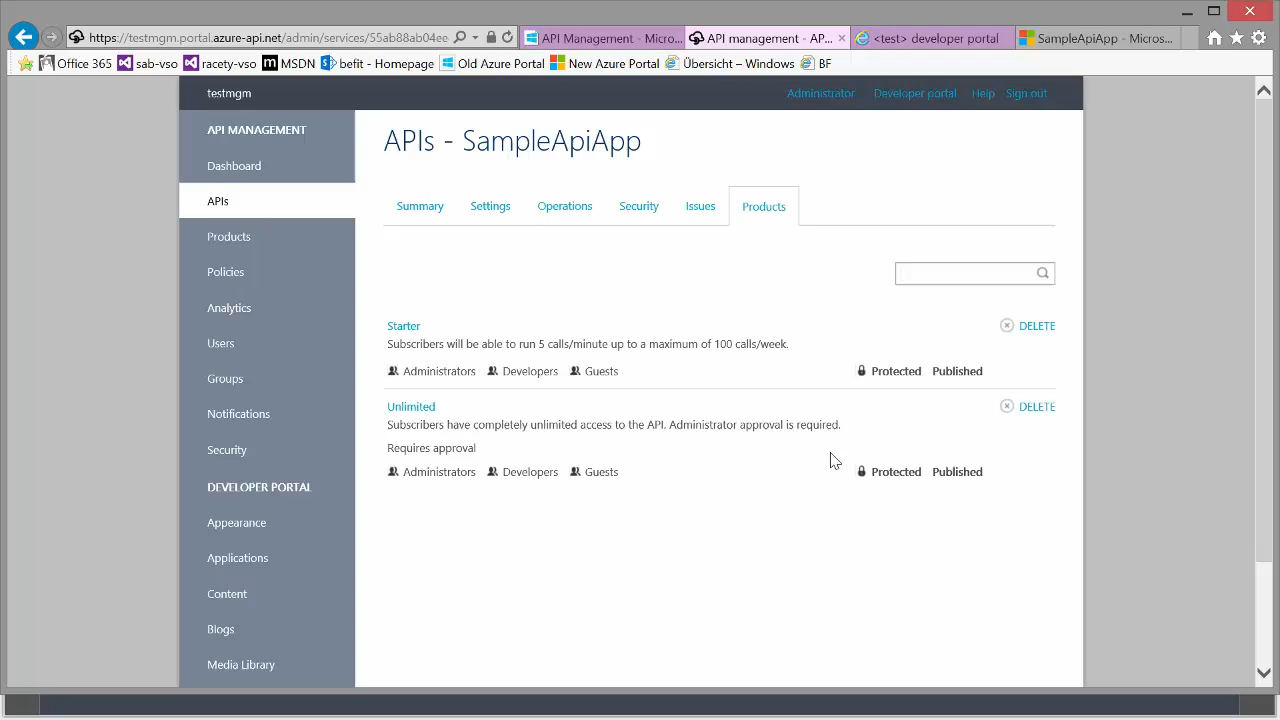 https://testmgm.portal.azure-api.net/admin/services/55ab88ab04ee
API Management - Micro...
API management - AP...
<test> developer portal
SampleApiApp - Microsof...
Office 365
sab-vso
racety-vso
MSDN
befit - Homepage
Old Azure Portal
New Azure Portal
Übersicht – Windows
BF
testmgm
Administrator
Developer portal
Help
Sign out
API MANAGEMENT
Dashboard
APIs
Products
Policies
Analytics
Users
Groups
Notifications
Security
DEVELOPER PORTAL
Appearance
Applications
Content
Blogs
Media Library
APIs - SampleApiApp
Summary
Settings
Operations
Security
Issues
Products
Starter
DELETE
Subscribers will be able to run 5 calls/minute up to a maximum of 100 calls/week.
Administrators
Developers
Guests
Protected
Published
Unlimited
DELETE
Subscribers have completely unlimited access to the API. Administrator approval is required.
Requires approval
Administrators
Developers
Guests
Protected
Published